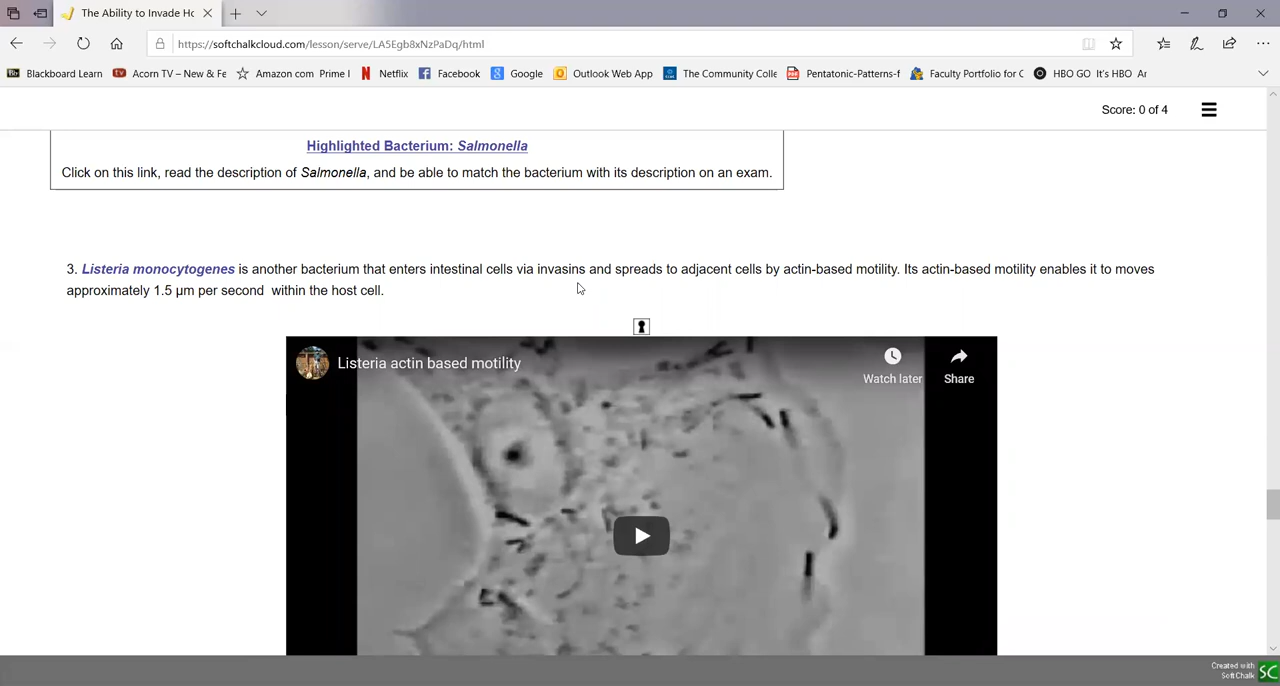 The Ability to Invade Ho
https://softchalkcloud.com/lesson/serve/LA5Egb8xNzPaDq/html
Blackboard Learn Acorn TV – New & Fe Amazon com Prime I Netflix Facebook Google Outlook Web App The Community Colle Pentatonic-Patterns-f Faculty Portfolio for C HBO GO It's HBO Ar
Score: 0 of 4
Highlighted Bacterium: Salmonella
Click on this link, read the description of Salmonella, and be able to match the bacterium with its description on an exam.
3. Listeria monocytogenes is another bacterium that enters intestinal cells via invasins and spreads to adjacent cells by actin-based motility. Its actin-based motility enables it to moves
approximately 1.5 µm per second within the host cell.
Listeria actin based motility
Watch later Share
Created with
SoftChalk
SC